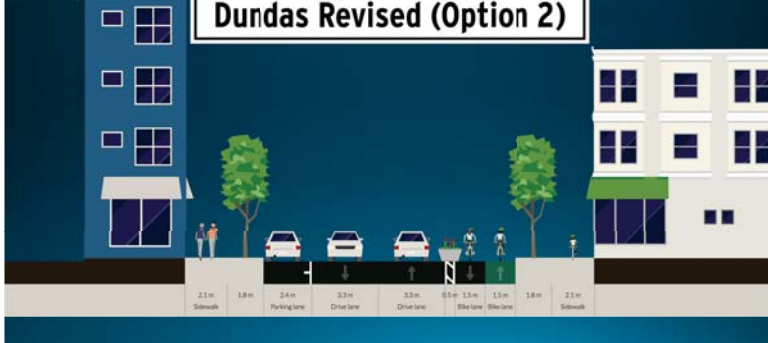 Dundas Revised (Option 2)
2.1 m 1.8 m 2.4 m 3.3 m 3.3 m 0.5 m 1.5 m 1.5 m 1.8 m 2.1 m
Sidewalk Parking lane Drive lane Drive lane Bike lane Bike lane Sidewalk